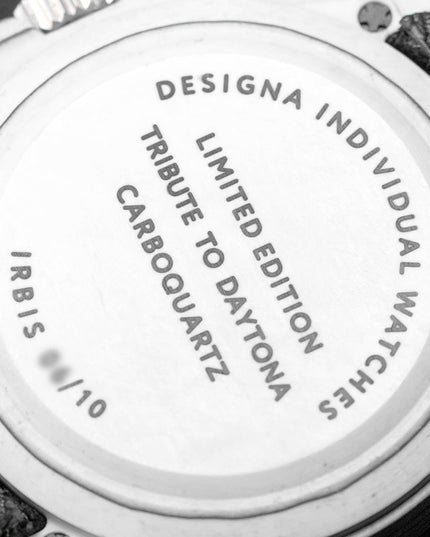 DESIGNA INDIVIDUAL WATCHES
LIMITED EDITION
TRIBUTE TO DAYTONA
CARBOQUARTZ
IRBIS /10